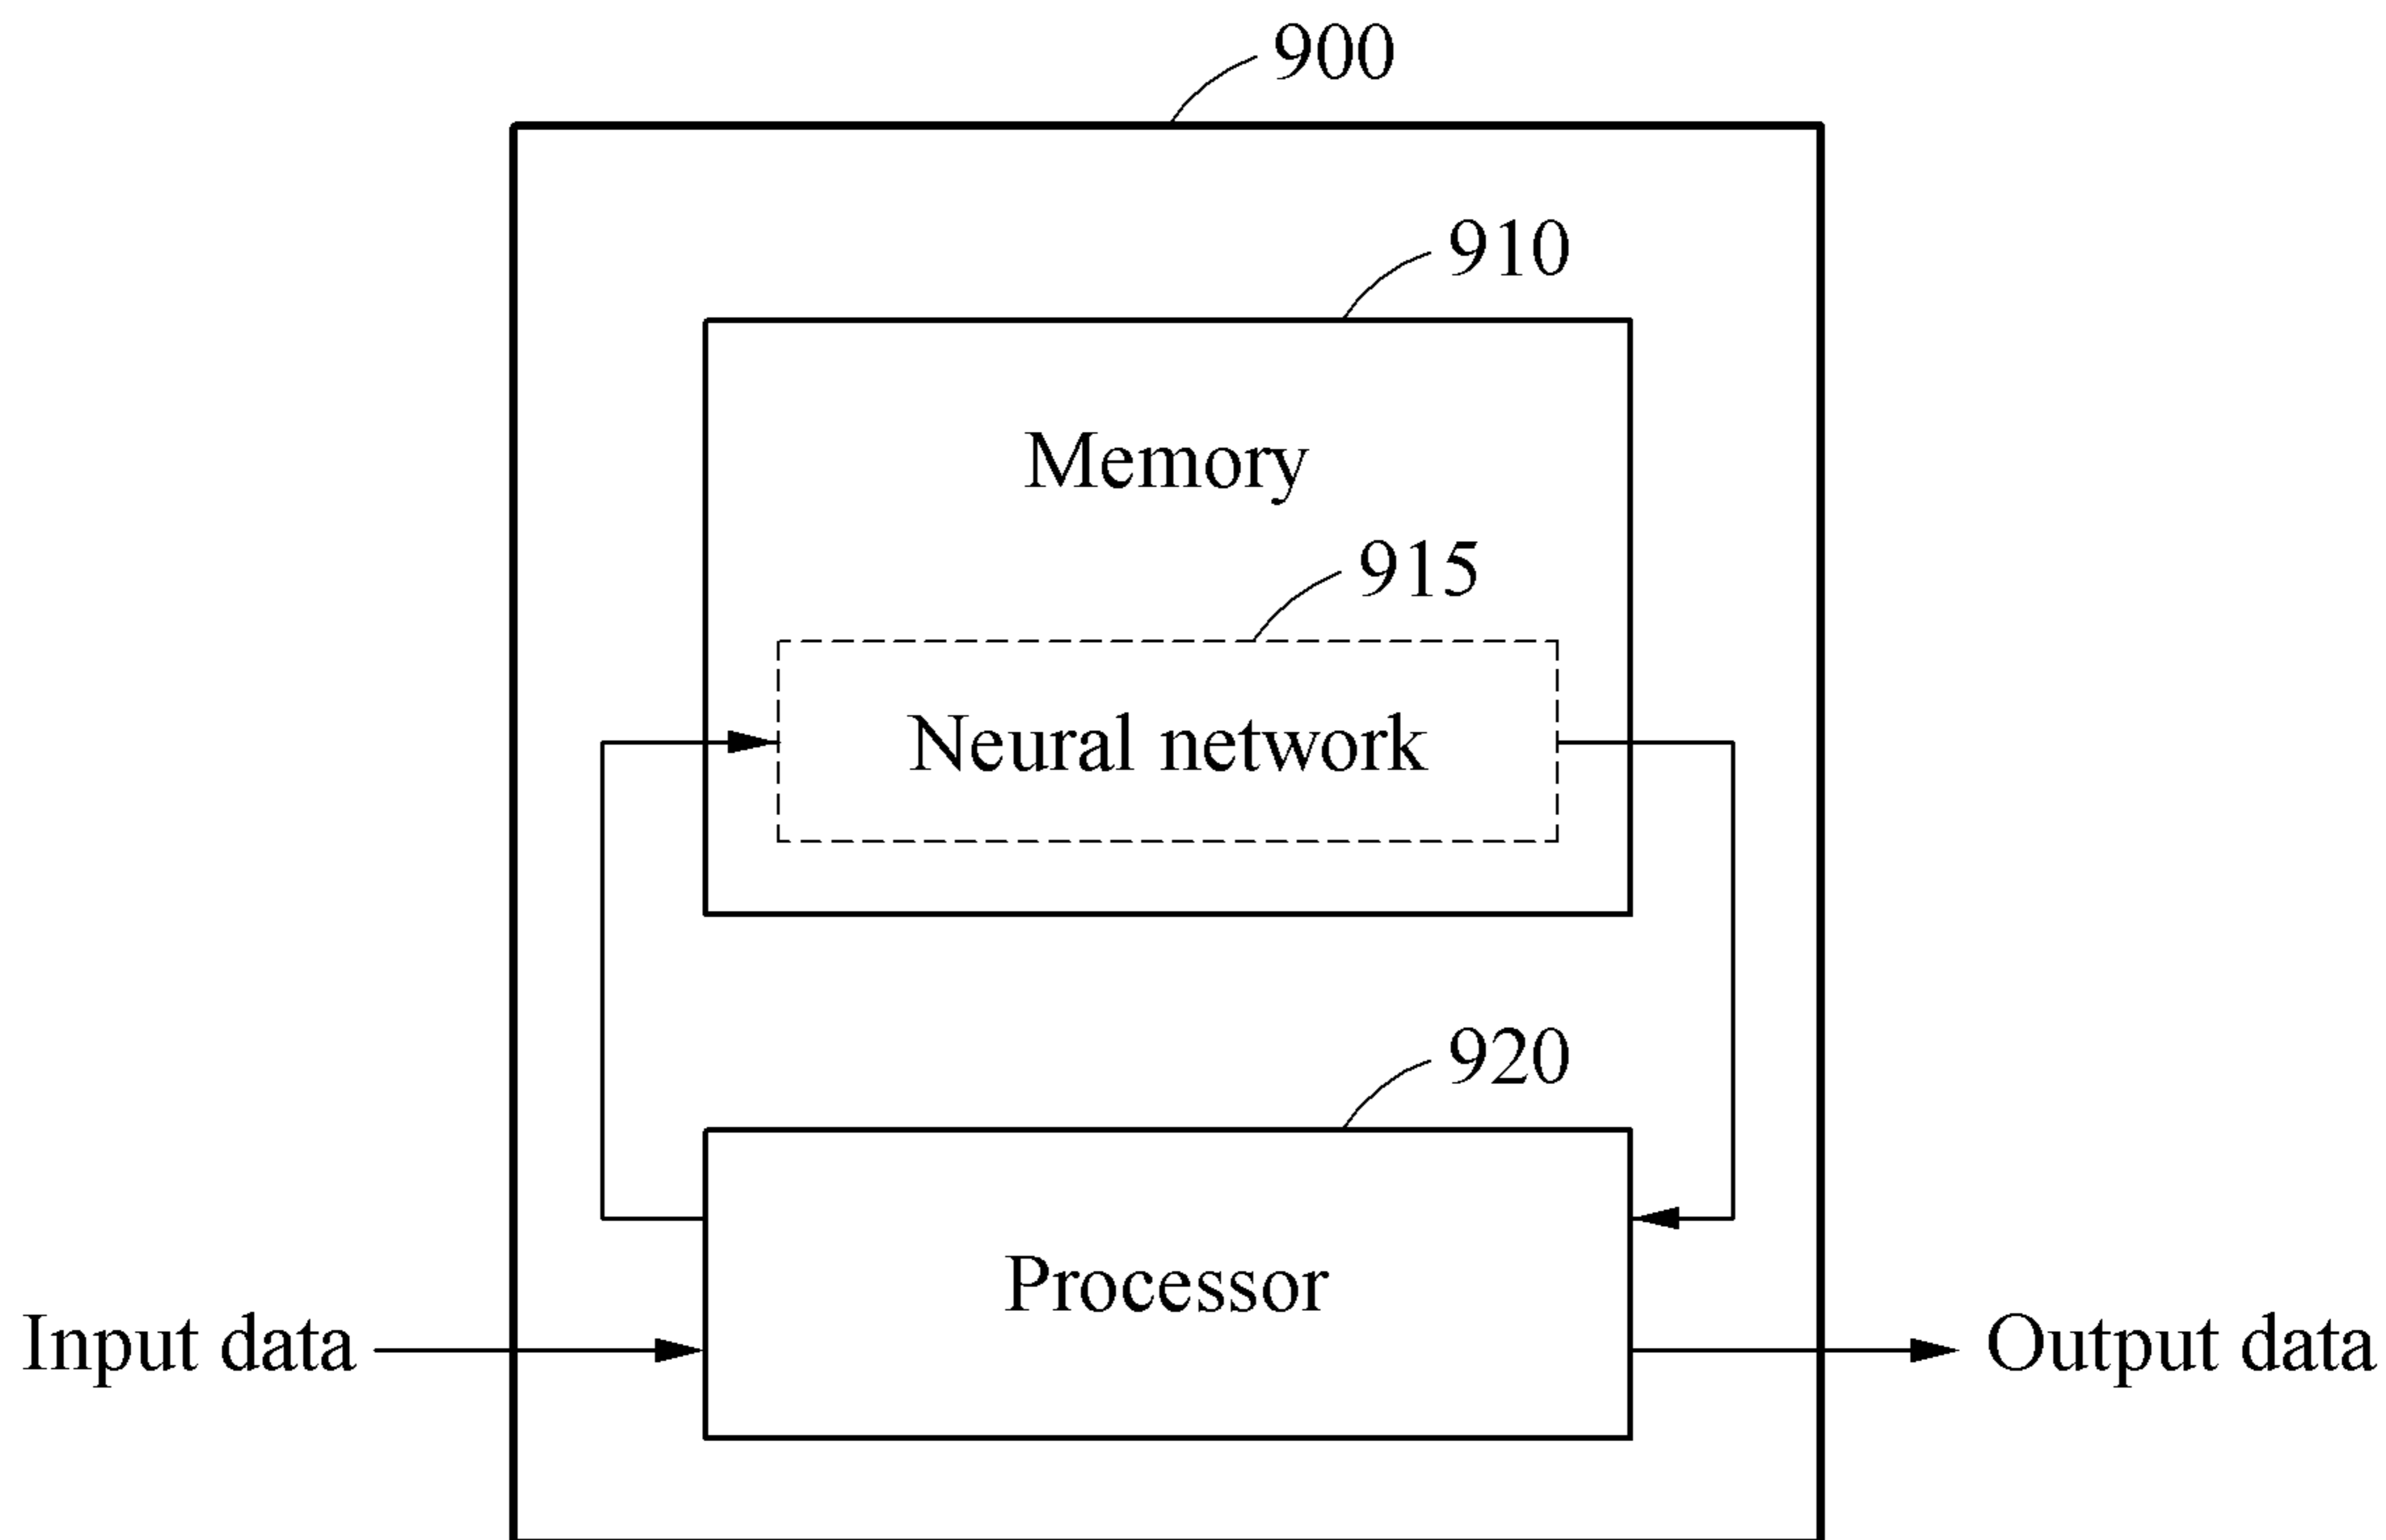 900
910
Memory
915
Neural network
920
Processor
Input data
Output data